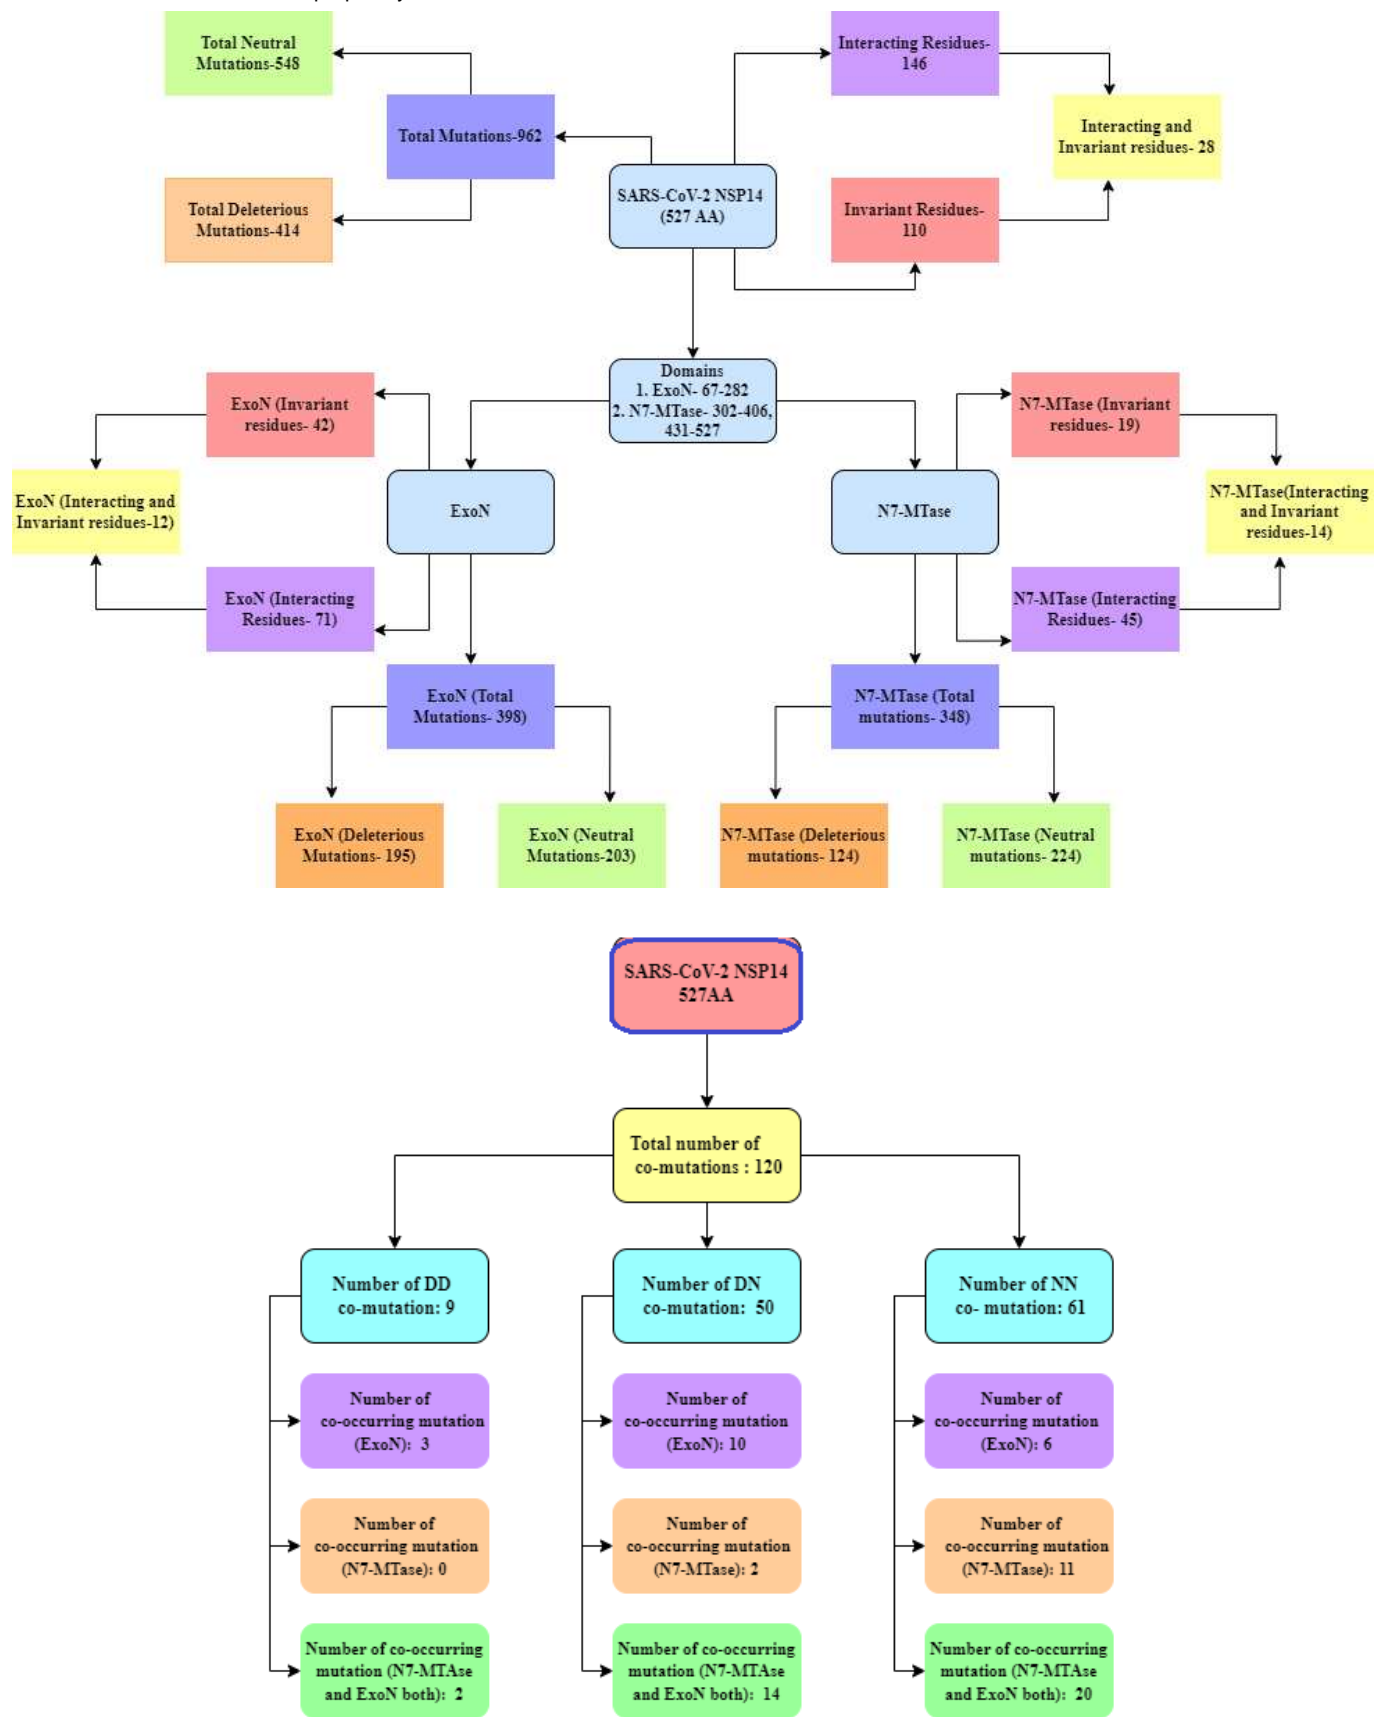 Total Neutral
Mutations-548
Interacting Residues-
146
Total Mutations-962
Interacting and
Invariant residues- 28
SARS-CoV-2 NSP14
(527 AA)
Total Deleterious
Mutations-414
Invariant Residues-
110
Domains
1. ExoN- 67-282
2. N7-MTase- 302-406,
431-527
ExoN (Invariant
residues- 42)
N7-MTase (Invariant
residues- 19)
ExoN (Interacting and
Invariant residues-12)
ExoN
N7-MTase
N7-MTase(Interacting
and Invariant
residues-14)
ExoN (Interacting
Residues- 71)
N7-MTase (Interacting
Residues- 45)
ExoN (Total
Mutations- 398)
N7-MTase (Total
mutations- 348)
ExoN (Deleterious
Mutations- 195)
ExoN (Neutral
Mutations-203)
N7-MTase (Deleterious
mutations- 124)
N7-MTase (Neutral
mutations- 224)
SARS-CoV-2 NSP14
527AA
Total number of
co-mutations : 120
Number of DD
co-mutation: 9
Number of DN
co-mutation: 50
Number of NN
co- mutation: 61
Number of
co-occurring mutation
(ExoN): 3
Number of
co-occurring mutation
(ExoN): 10
Number of
co-occurring mutation
(ExoN): 6
Number of
co-occurring mutation
(N7-MTase): 0
Number of
co-occurring mutation
(N7-MTase): 2
Number of
co-occurring mutation
(N7-MTase): 11
Number of co-occurring
mutation (N7-MTAse
and ExoN both): 2
Number of co-occurring
mutation (N7-MTAse
and ExoN both): 14
Number of co-occurring
mutation (N7-MTAse
and ExoN both): 20